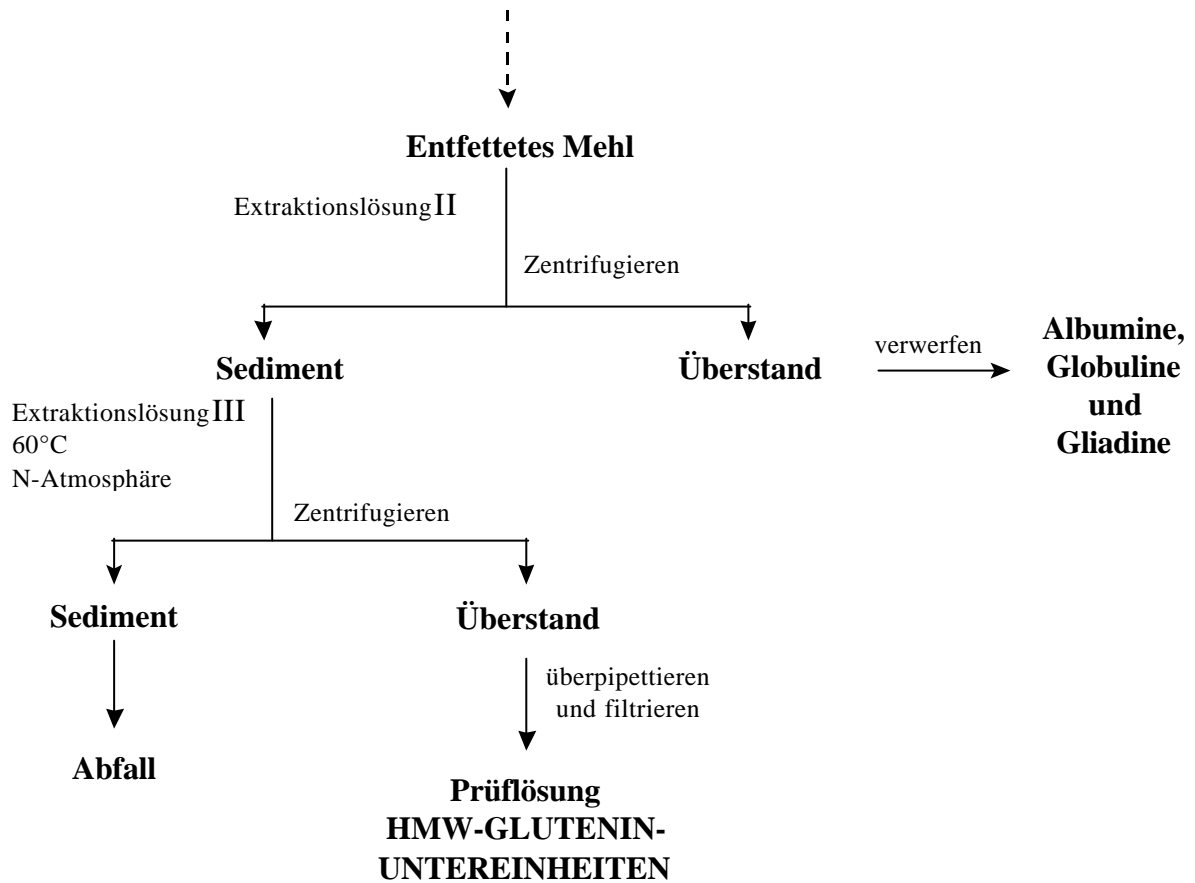 Entfettetes Mehl
Extraktionslösung II
Zentrifugieren
Sediment
Überstand
verwerfen
Albumine,
Globuline
und
Gliadine
Extraktionslösung III
60°C
N-Atmosphäre
Zentrifugieren
Sediment
Überstand
überpipettieren
und filtrieren
Abfall
Prüflösung
HMW-GLUTENIN-
UNTEREINHEITEN